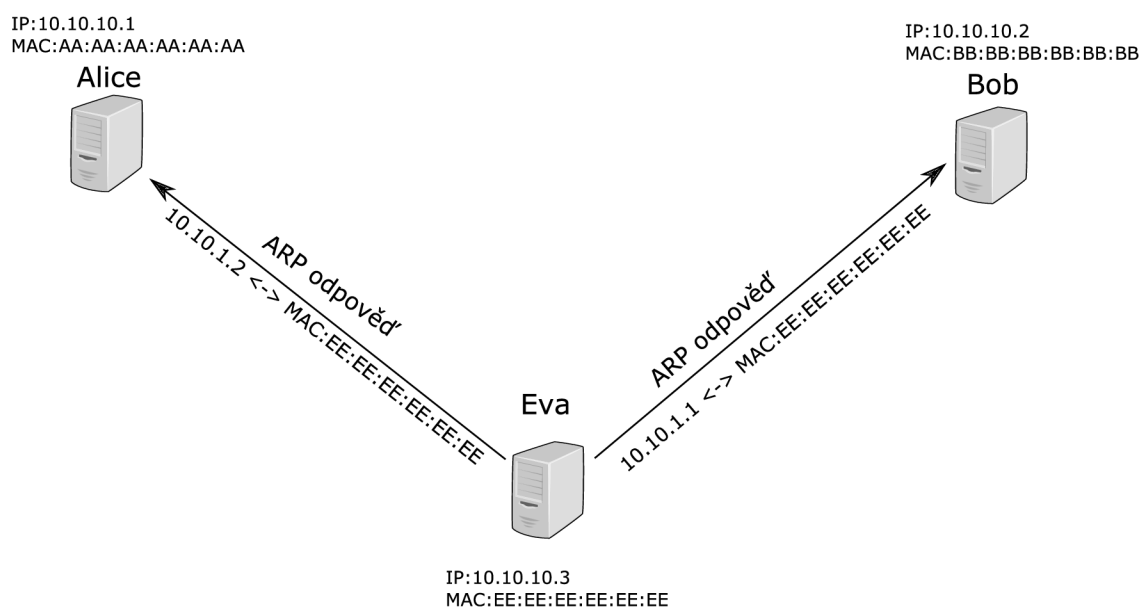 IP:10.10.10.1
MAC:AA:AA:AA:AA:AA:AA
Alice
IP:10.10.10.2
MAC:BB:BB:BB:BB:BB:BB
Bob
ARP odpověď
10.10.1.2 <-> MAC:EE:EE:EE:EE:EE:EE
ARP odpověď
10.10.1.1 <-> MAC:EE:EE:EE:EE:EE:EE
Eva
IP:10.10.10.3
MAC:EE:EE:EE:EE:EE:EE